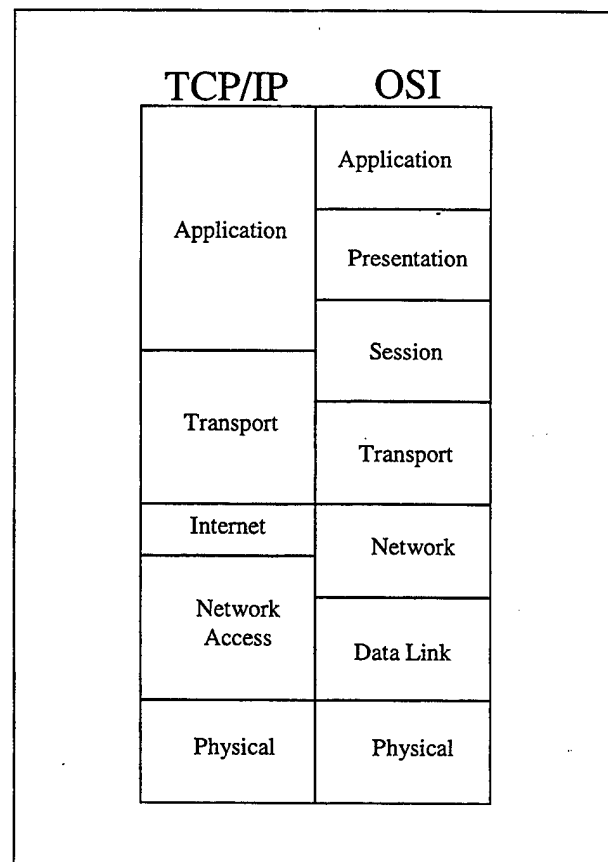 TCP/IP
OSI
Application
Transport
Internet
Network
Access
Physical
Application
Presentation
Session
Transport
Network
Data Link
Physical